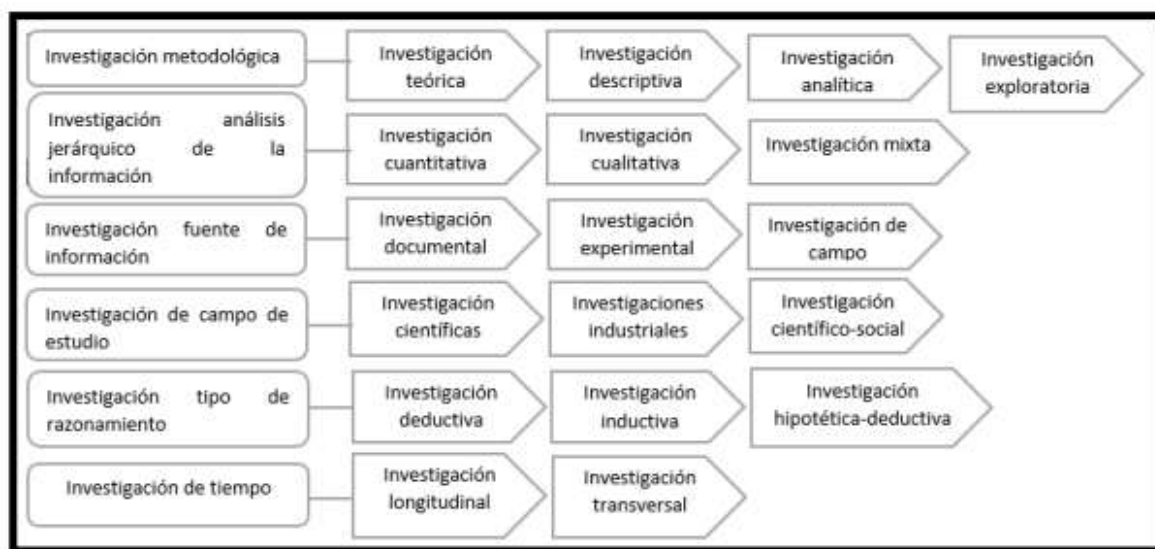 Investigación metodológica
Investigación
teórica
Investigación
descriptiva
Investigación
analítica
Investigación
exploratoria
Investigación análisis
jerárquico de la
información
Investigación
cuantitativa
Investigación
cualitativa
Investigación mixta
Investigación fuente de
información
Investigación
documental
Investigación
experimental
Investigación de
campo
Investigación de campo de
estudio
Investigación
científicas
Investigaciones
industriales
Investigación
científico-social
Investigación tipo de
razonamiento
Investigación
deductiva
Investigación
inductiva
Investigación
hipotética-deductiva
Investigación de tiempo
Investigación
longitudinal
Investigación
transversal